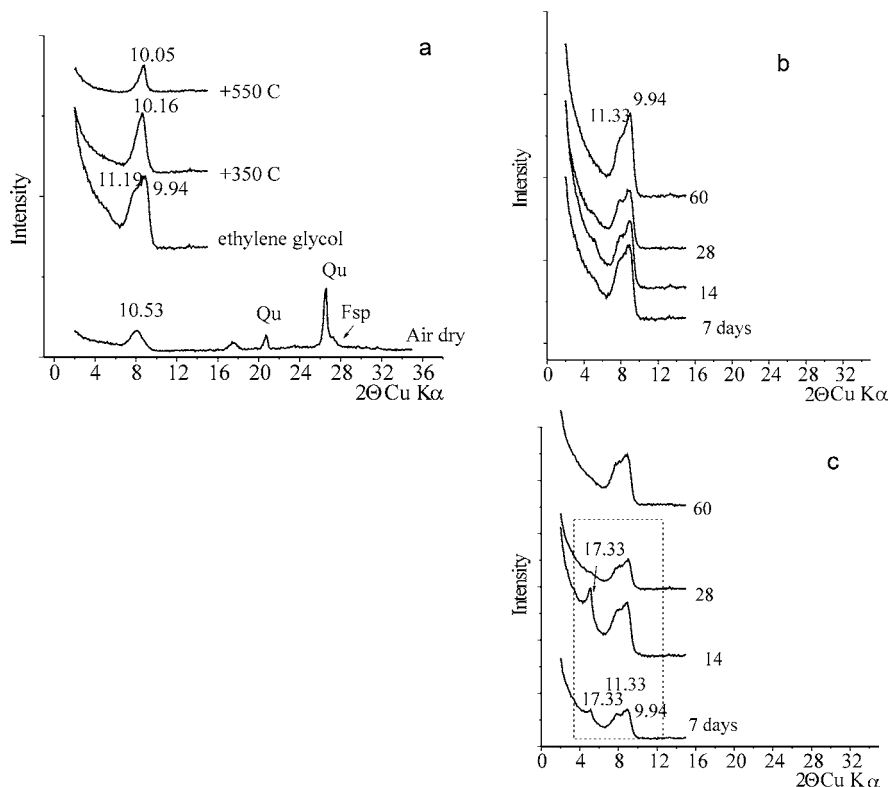 a
10.05
+550 C
10.16
+350 C
11.19 9.94
ethylene glycol
Qu
Qu
10.53
Fsp
Air dry
Intensity
0 4 8 12 16 20 24 28 32 36
2ΘCu Kα
b
9.94
11.33
60
28
14
7 days
Intensity
0 4 8 12 16 20 24 28 32
2ΘCu Kα
c
60
17.33
28
14
11.33
17.33
9.94
7 days
Intensity
0 4 8 12 16 20 24 28 32
2ΘCu Kα